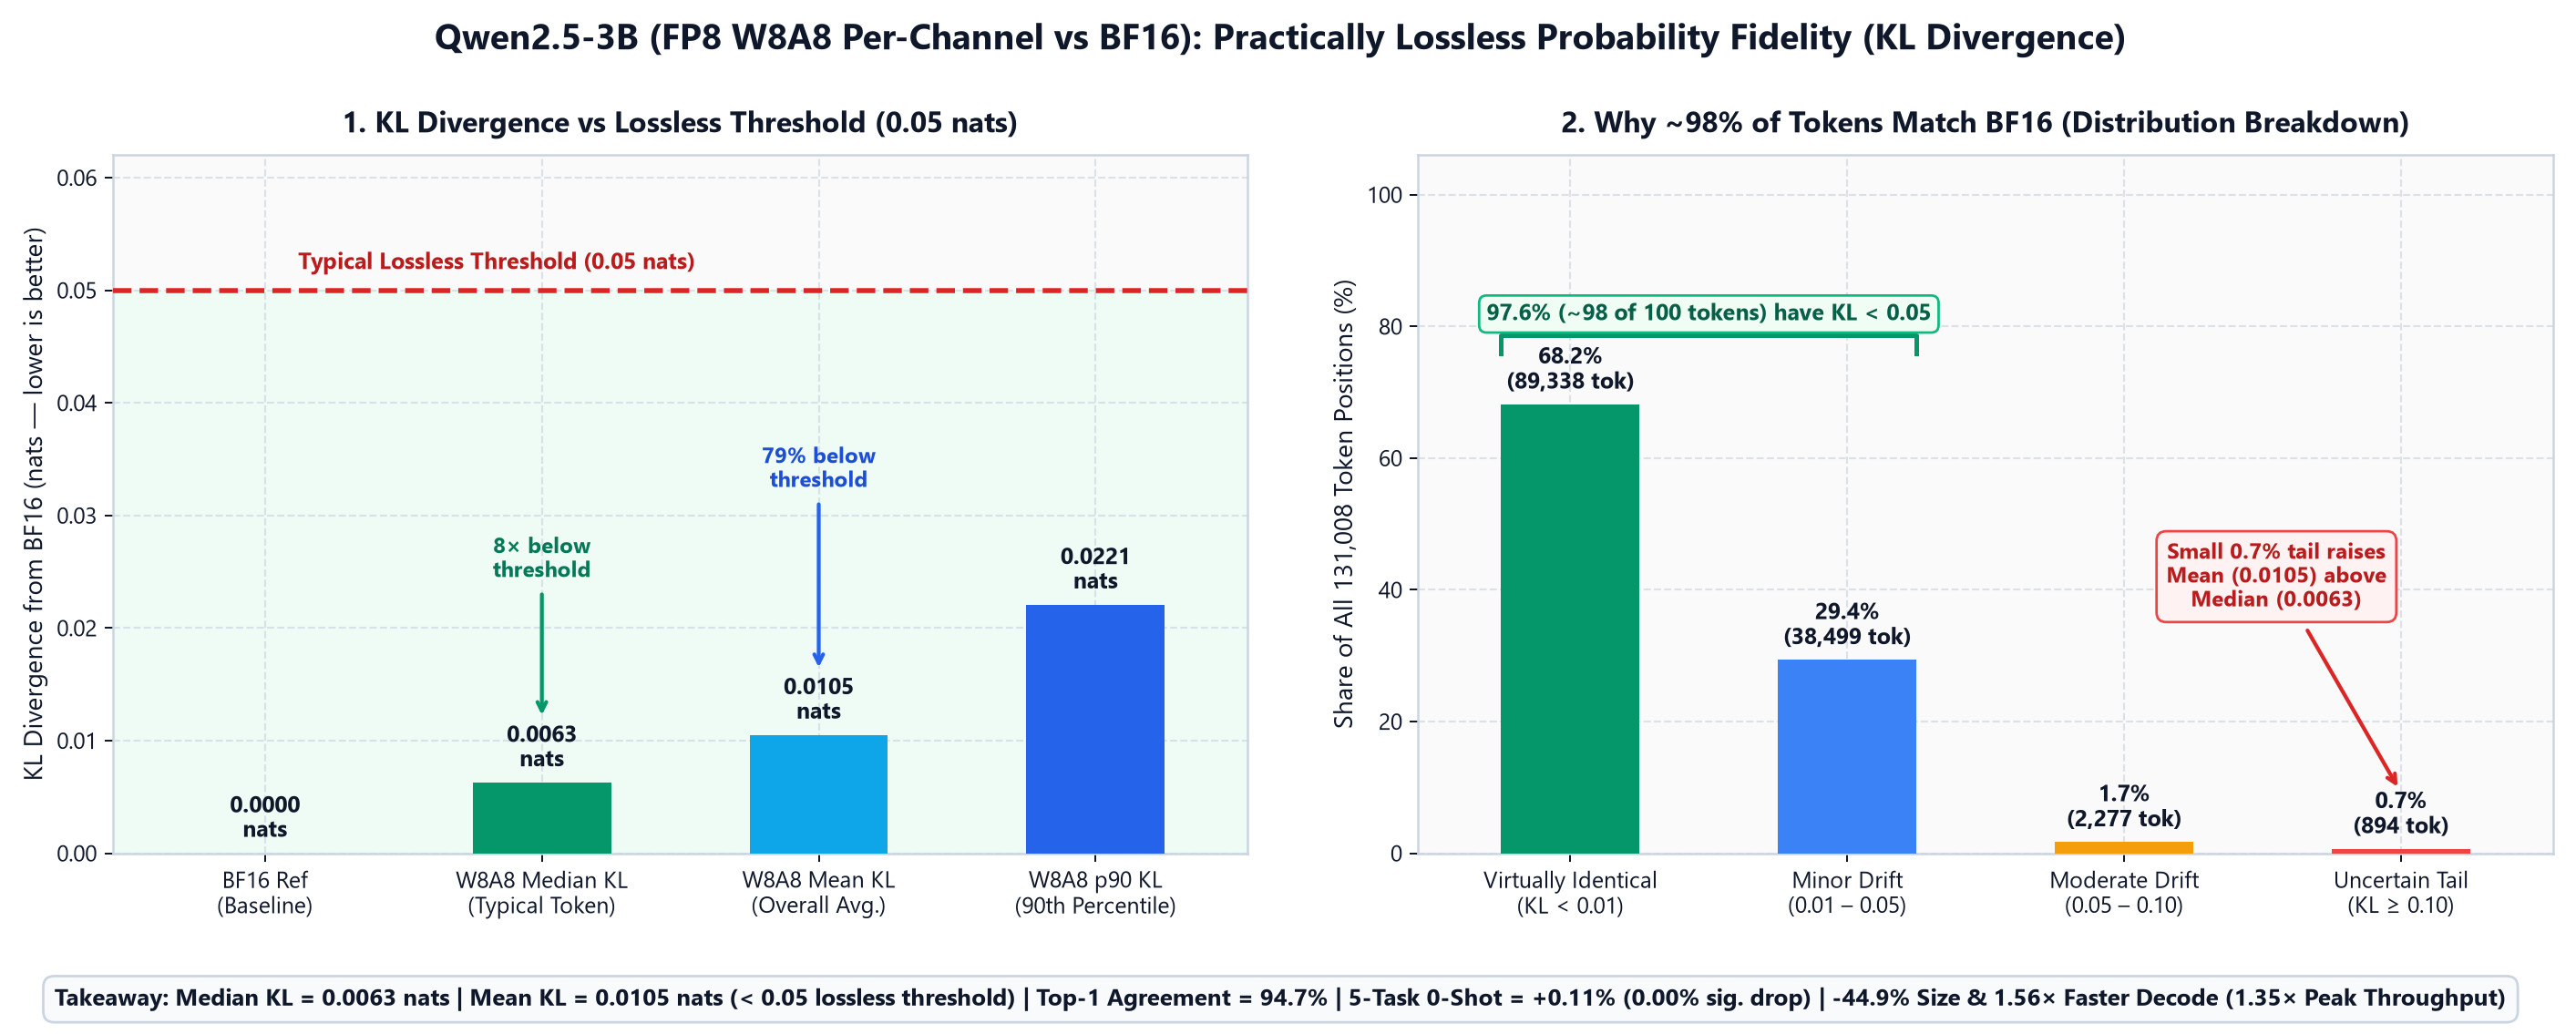 Qwen2.5-3B (FP8 W8A8 Per-Channel vs BF16): Practically Lossless Probability Fidelity (KL Divergence)
1. KL Divergence vs Lossless Threshold (0.05 nats)
KL Divergence from BF16 (nats — lower is better)
0.06
0.05
0.04
0.03
0.02
0.01
0.00
Typical Lossless Threshold (0.05 nats)
79% below
threshold
8× below
threshold
0.0000
nats
0.0063
nats
0.0105
nats
0.0221
nats
BF16 Ref
(Baseline)
W8A8 Median KL
(Typical Token)
W8A8 Mean KL
(Overall Avg.)
W8A8 p90 KL
(90th Percentile)
2. Why ~98% of Tokens Match BF16 (Distribution Breakdown)
Share of All 131,008 Token Positions (%)
100
80
60
40
20
0
97.6% (~98 of 100 tokens) have KL < 0.05
68.2%
(89,338 tok)
29.4%
(38,499 tok)
1.7%
(2,277 tok)
0.7%
(894 tok)
Small 0.7% tail raises
Mean (0.0105) above
Median (0.0063)
Virtually Identical
(KL < 0.01)
Minor Drift
(0.01 – 0.05)
Moderate Drift
(0.05 – 0.10)
Uncertain Tail
(KL ≥ 0.10)
Takeaway: Median KL = 0.0063 nats | Mean KL = 0.0105 nats (< 0.05 lossless threshold) | Top-1 Agreement = 94.7% | 5-Task 0-Shot = +0.11% (0.00% sig. drop) | -44.9% Size & 1.56× Faster Decode (1.35× Peak Throughput)